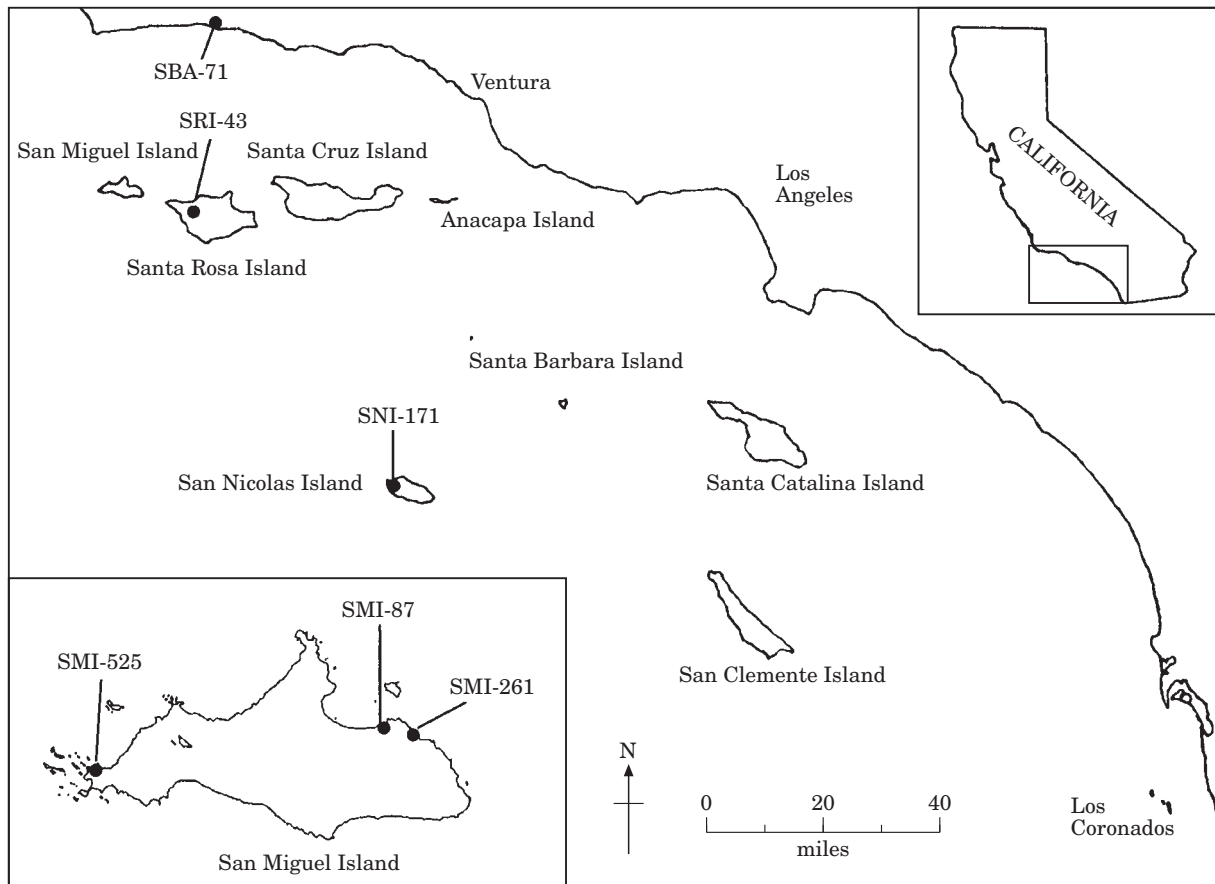 SBA-71
Ventura
SRI-43
San Miguel Island
Santa Cruz Island
Los
Angeles
Anacapa Island
Santa Rosa Island
CALIFORNIA
Santa Barbara Island
SNI-171
San Nicolas Island
Santa Catalina Island
SMI-87
SMI-525
SMI-261
San Clemente Island
N
0 20 40
miles
Los
Coronados
San Miguel Island